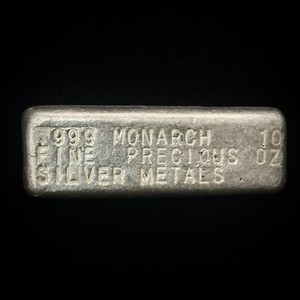 .999 MONARCH 10
FINE PRECIOUS OZ
SILVER METALS